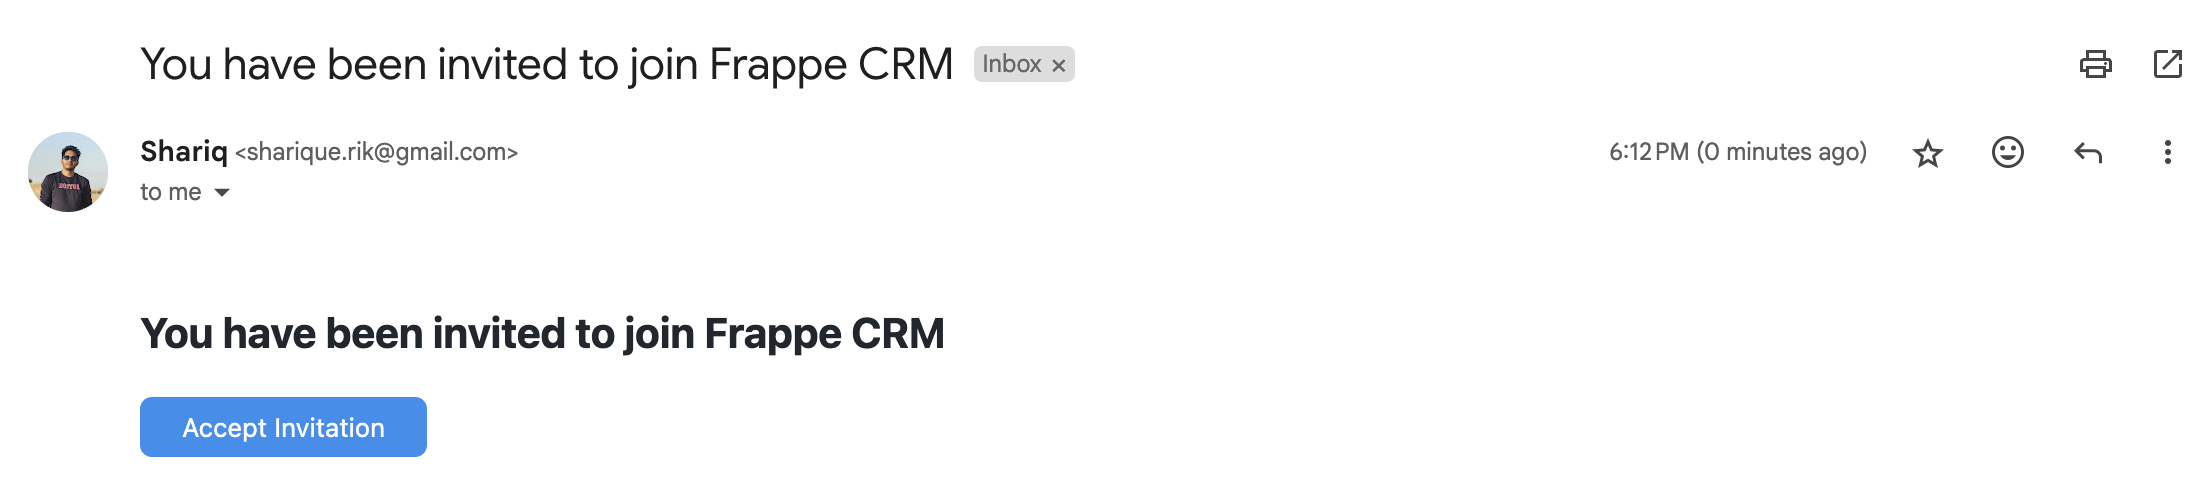 You have been invited to join Frappe CRM Inbox ×
Shariq <sharique.rik@gmail.com> 6:12 PM (0 minutes ago)
to me
You have been invited to join Frappe CRM
Accept Invitation